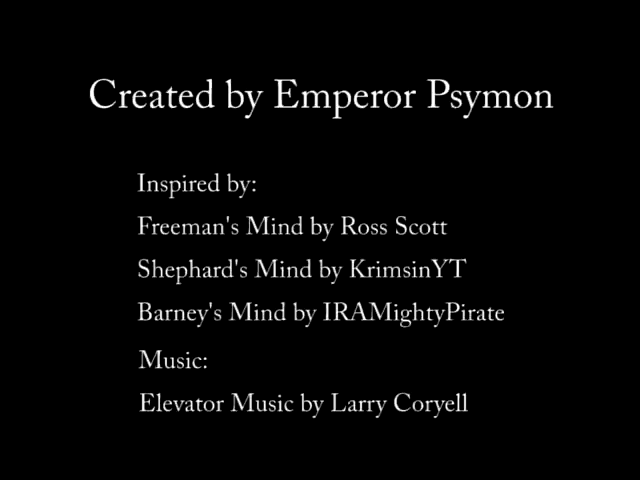 Created by Emperor Psymon
Inspired by:
Freeman's Mind by Ross Scott
Shephard's Mind by KrimsinYT
Barney's Mind by IRAMightyPirate
Music:
Elevator Music by Larry Coryell